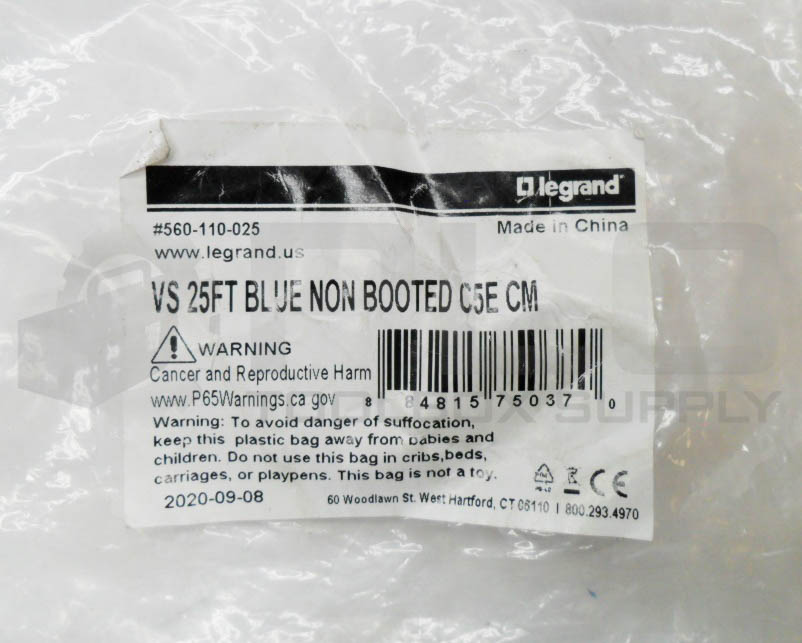 legrand®
#560-110-025
Made in China
www.legrand.us
VS 25FT BLUE NON BOOTED C5E CM
WARNING
Cancer and Reproductive Harm
www.P65Warnings.ca gov
8 84815 75037 0
Warning: To avoid danger of suffocation,
keep this plastic bag away from babies and
children. Do not use this bag in cribs,beds,
carriages, or playpens. This bag is not a toy.
CE
2020-09-08
60 Woodlawn St. West Hartford, CT 06110 | 800.293.4970
SUPPLY